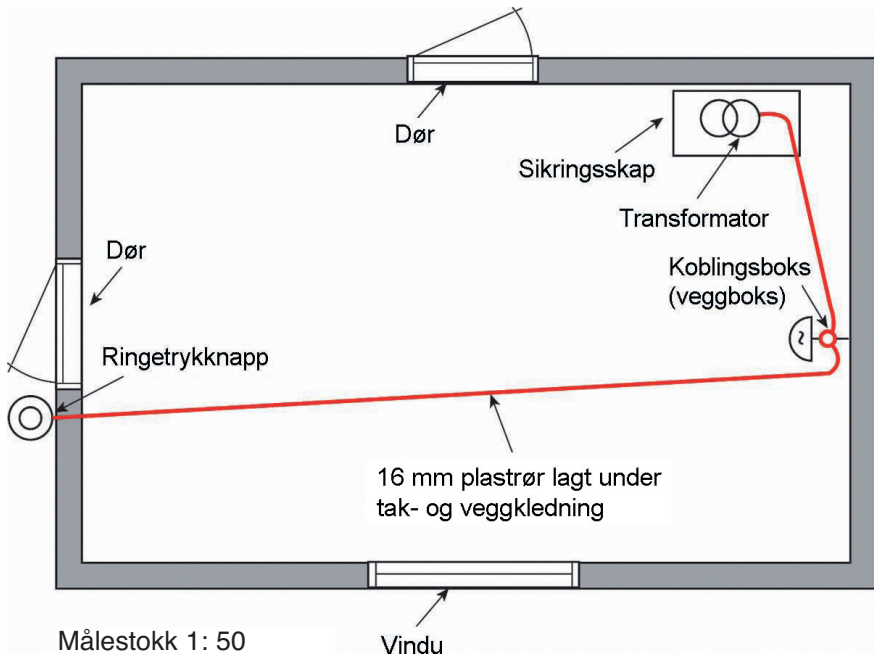 Dør
Sikringsskap
Transformator
Dør
Koblingsboks
(veggboks)
~
Ringetrykknapp
16 mm plastrør lagt under
tak- og veggkledning
Målestokk 1: 50
Vindu